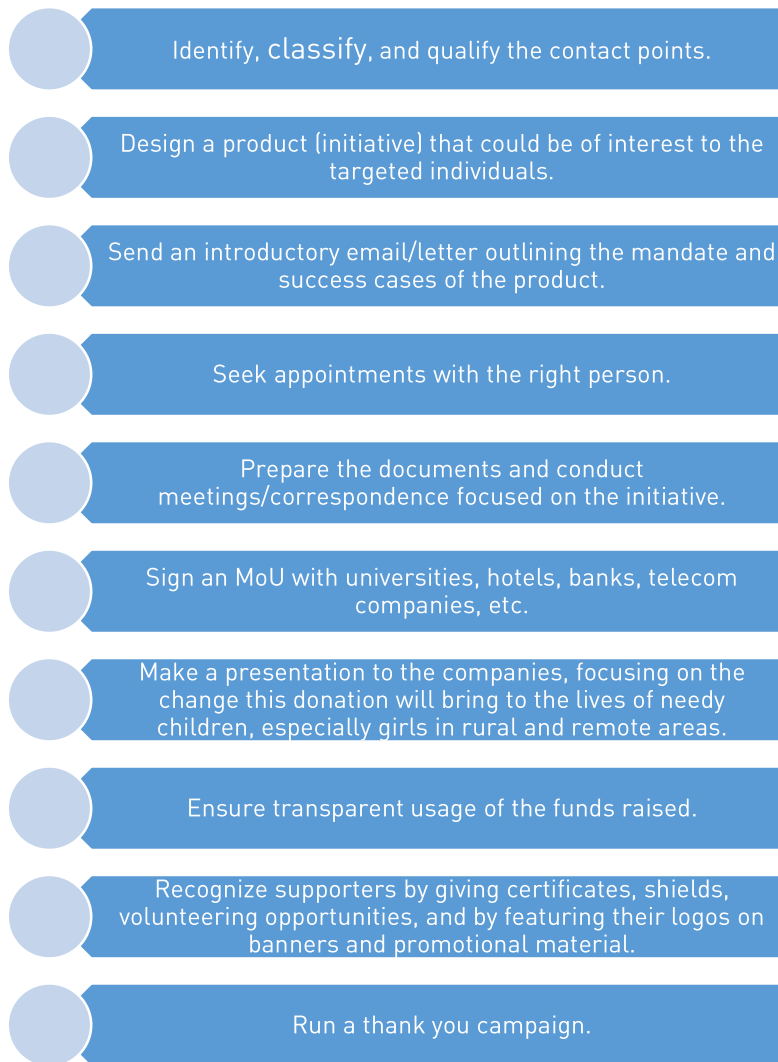 Identify, classify, and qualify the contact points.
Design a product (initiative) that could be of interest to the
targeted individuals.
Send an introductory email/letter outlining the mandate and
success cases of the product.
Seek appointments with the right person.
Prepare the documents and conduct
meetings/correspondence focused on the initiative.
Sign an MoU with universities, hotels, banks, telecom
companies, etc.
Make a presentation to the companies, focusing on the
change this donation will bring to the lives of needy
children, especially girls in rural and remote areas.
Ensure transparent usage of the funds raised.
Recognize supporters by giving certificates, shields,
volunteering opportunities, and by featuring their logos on
banners and promotional material.
Run a thank you campaign.